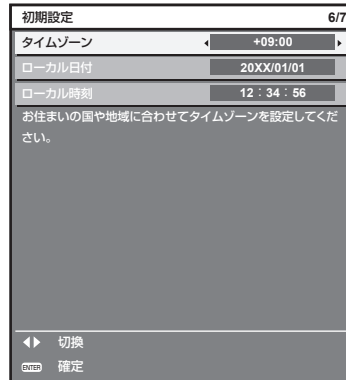 初期設定 6/7
タイムゾーン +09:00
ローカル日付 20XX/01/01
ローカル時刻 12：34：56
お住まいの国や地域に合わせてタイムゾーンを設定してくだ
さい。
切換
ENTER 確定